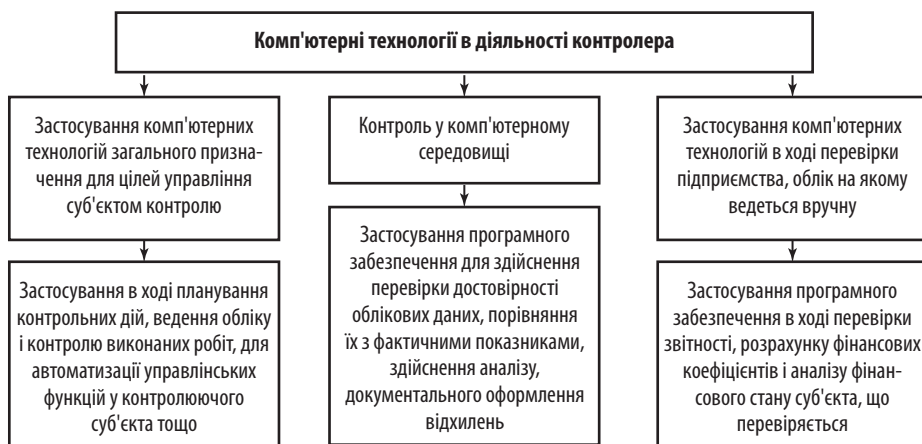 Комп'ютерні технології в діяльності контролера
Застосування комп'ютерних
технологій загального призна-
чення для цілей управління
суб'єктом контролю
Застосування в ході планування
контрольних дій, ведення обліку
і контролю виконаних робіт, для
автоматизації управлінських
функцій у контролюючого
суб'єкта тощо
Контроль у комп'ютерному
середовищі
Застосування програмного
забезпечення для здійснення
перевірки достовірності
облікових даних, порівняння
їх з фактичними показниками,
здійснення аналізу,
документального оформлення
відхилень
Застосування комп'ютерних
технологій в ході перевірки
підприємства, облік на якому
ведеться вручну
Застосування програмного
забезпечення в ході перевірки
звітності, розрахунку фінансових
коефіцієнтів і аналізу фінан-
сового стану суб'єкта, що
перевіряється